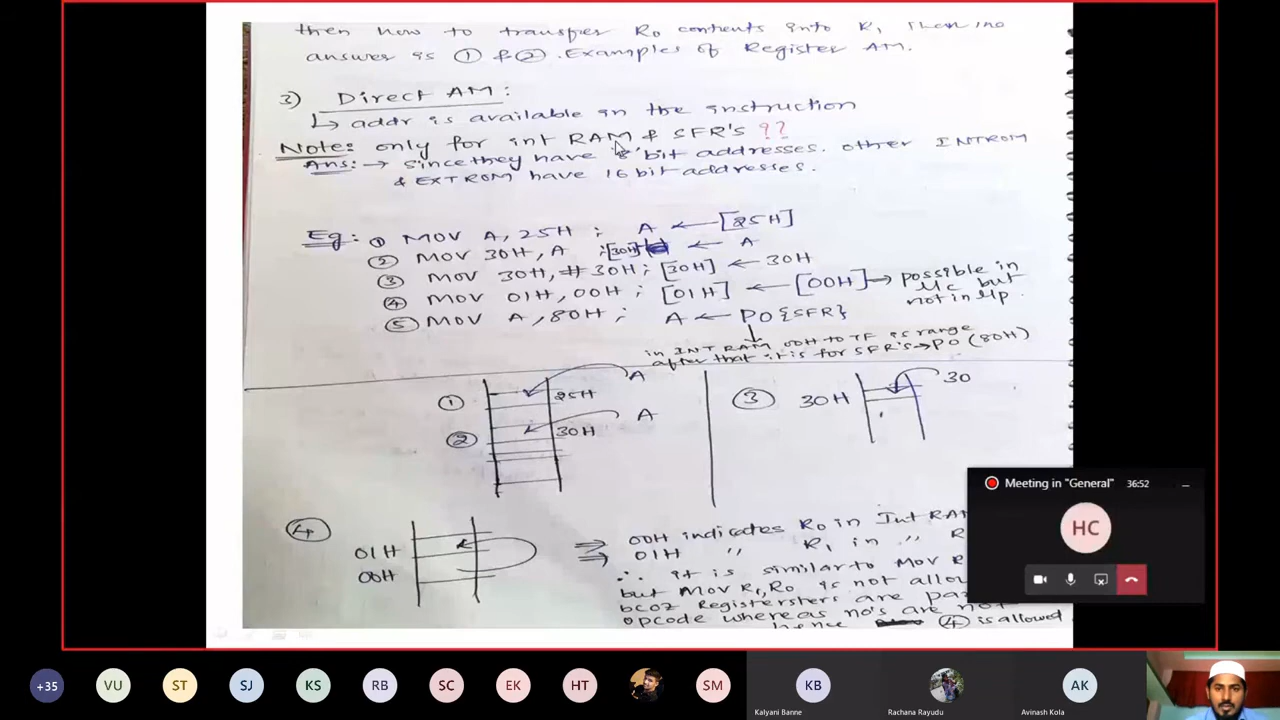 then how to transfer R0 contents into R1 then the
answer is ① & ②. Examples of Register AM.
3) Direct AM:
↳ addr is available in the instruction
Note: only for int RAM & SFR's ??
Ans: → since they have 8 bit addresses. other INTROM
& EXTROM have 16 bit addresses.
Eg: ① MOV A, 25H ; A ← [25H]
② MOV 30H, A ; [30H] ← A
③ MOV 30H, # 30H ; [30H] ← 30H
④ MOV 01H, 00H ; [01H] ← [00H] → possible in
μc but
not in μp.
⑤ MOV A, 80H ; A ← P0 {SFR}
in INT RAM 00H to 7F is range
after that it is for SFR's → P0 (80H)
① 25H A
② 30H A
③ 30H 30
④ 01H
00H
⇒ 00H indicates R0 in Int RAM
⇒ 01H " R1 in " R
∴ it is similar to MOV R
but MOV R1, R0 is not allo
bcoz Registersters are pa
opcode whereas no's are not
hence ④ is allowed
Meeting in "General" 36:52
HC
+35 VU ST SJ KS RB SC EK HT SM KB AK
Kalyani Banne Rachana Rayudu Avinash Kola